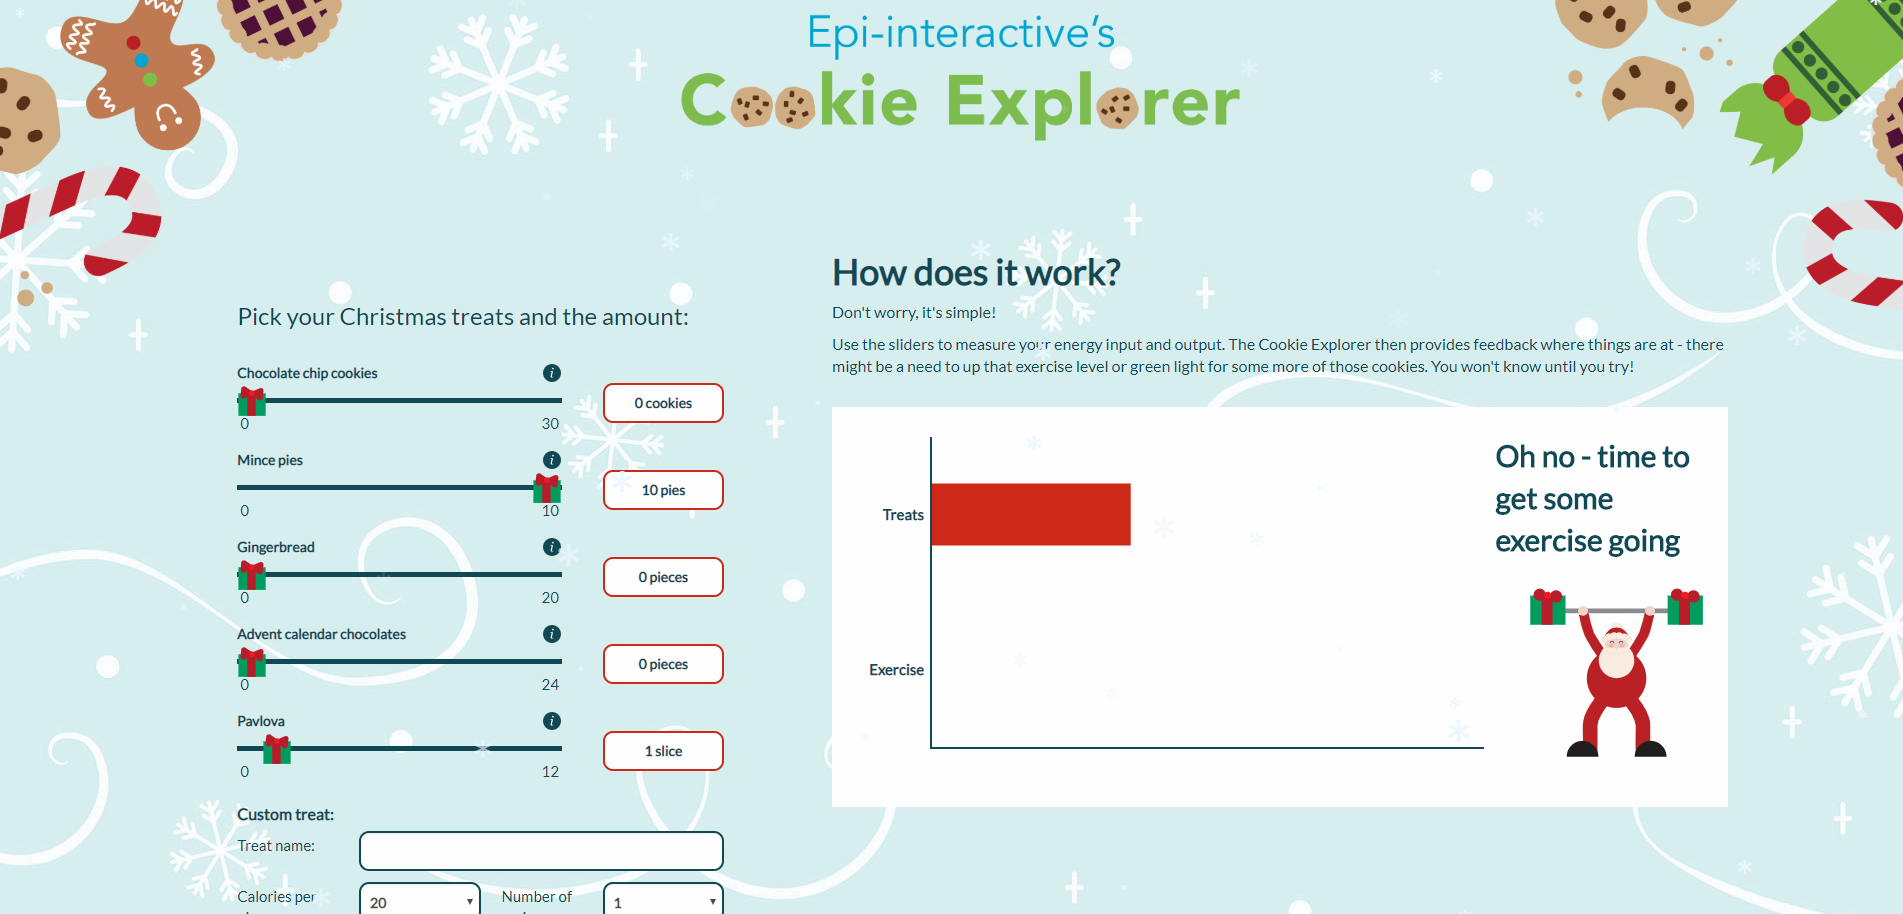 Epi-interactive's
Cookie Explorer
How does it work?
Don't worry, it's simple!
Use the sliders to measure your energy input and output. The Cookie Explorer then provides feedback where things are at - there
might be a need to up that exercise level or green light for some more of those cookies. You won't know until you try!
Pick your Christmas treats and the amount:
Chocolate chip cookies i
0 30
0 cookies
Mince pies i
0 10
10 pies
Gingerbread i
0 20
0 pieces
Advent calendar chocolates i
0 24
0 pieces
Pavlova i
0 12
1 slice
Custom treat:
Treat name:
Calories per
20
Number of
1
Treats
Exercise
Oh no - time to
get some
exercise going